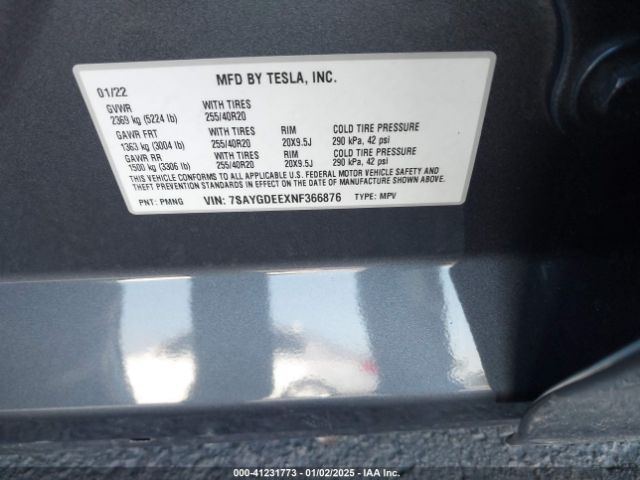 MFD BY TESLA, INC.
01/22
GVWR WITH TIRES
2369 kg (5224 lb) 255/40R20
GAWR FRT WITH TIRES RIM COLD TIRE PRESSURE
1363 kg (3004 lb) 255/40R20 20X9.5J 290 kPa, 42 psi
GAWR RR WITH TIRES RIM COLD TIRE PRESSURE
1500 kg (3306 lb) 255/40R20 20X9.5J 290 kPa, 42 psi
THIS VEHICLE CONFORMS TO ALL APPLICABLE U.S. FEDERAL MOTOR VEHICLE SAFETY AND
THEFT PREVENTION STANDARDS IN EFFECT ON THE DATE OF MANUFACTURE SHOWN ABOVE.
PNT: PMNG VIN: 7SAYGDEEXNF366876 TYPE: MPV
000-41231773 — 01/02/2025 — IAA Inc.